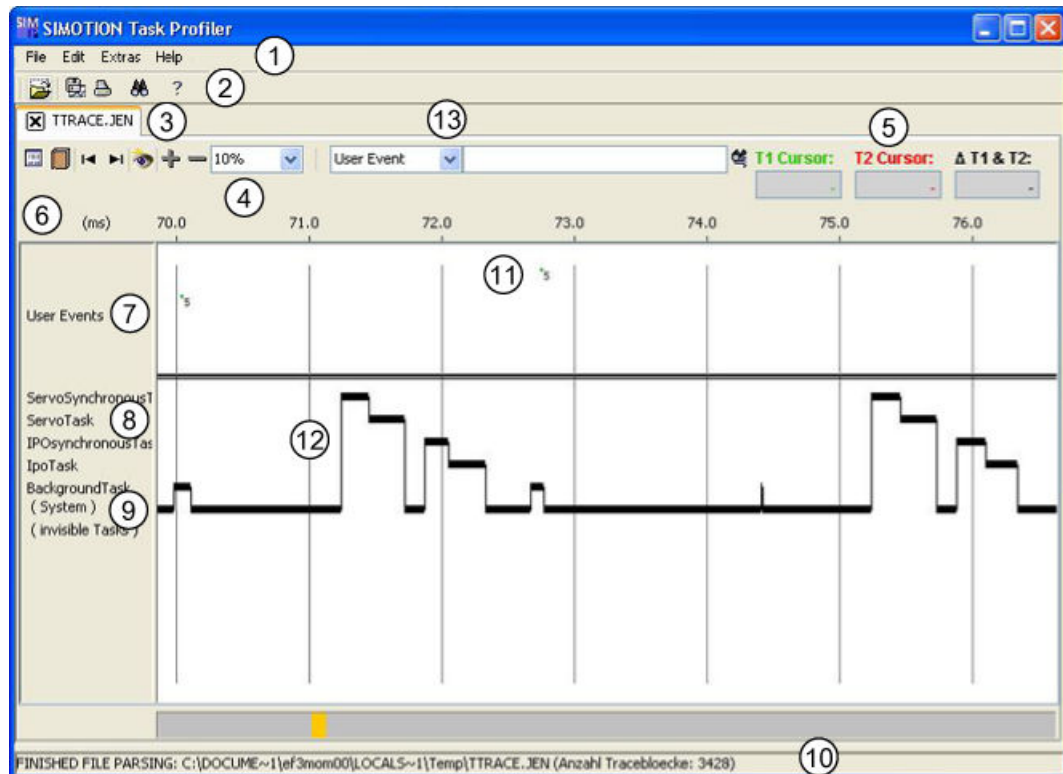 SIMOTION Task Profiler
File Edit Extras Help 1
? 2
TTRACE.JEN 3 13 5
10% User Event T1 Cursor: T2 Cursor: Δ T1 & T2:
- - -
4
6 (ms) 70.0 71.0 72.0 73.0 74.0 75.0 76.0
11 5
5
User Events 7
ServoSynchronousT
ServoTask 8
IPOsynchronousTas 12
IpoTask
BackgroundTask
( System ) 9
( invisible Tasks )
10
FINISHED FILE PARSING: C:\DOCUME~1\ef3mom00\LOCALS~1\Temp\TTRACE.JEN (Anzahl Tracebloecke: 3428)